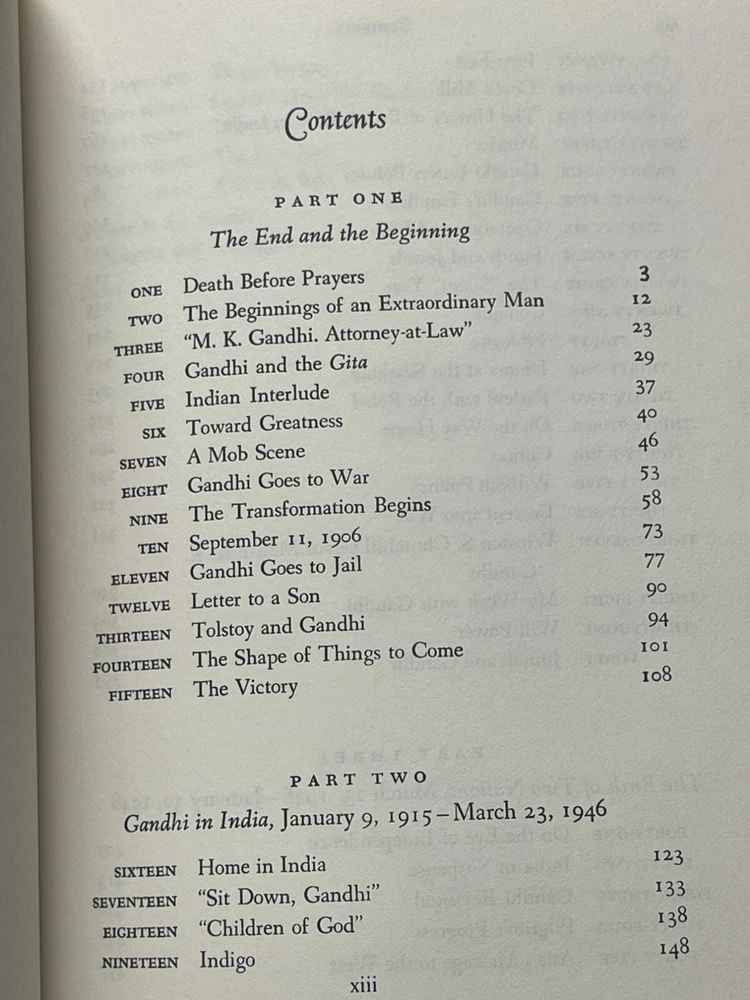 Contents
PART ONE
The End and the Beginning
ONE Death Before Prayers 3
TWO The Beginnings of an Extraordinary Man 12
THREE “M. K. Gandhi. Attorney-at-Law” 23
FOUR Gandhi and the Gita 29
FIVE Indian Interlude 37
SIX Toward Greatness 40
SEVEN A Mob Scene 46
EIGHT Gandhi Goes to War 53
NINE The Transformation Begins 58
TEN September 11, 1906 73
ELEVEN Gandhi Goes to Jail 77
TWELVE Letter to a Son 90
THIRTEEN Tolstoy and Gandhi 94
FOURTEEN The Shape of Things to Come 101
FIFTEEN The Victory 108
PART TWO
Gandhi in India, January 9, 1915–March 23, 1946
SIXTEEN Home in India 123
SEVENTEEN “Sit Down, Gandhi” 133
EIGHTEEN “Children of God” 138
NINETEEN Indigo 148
xiii